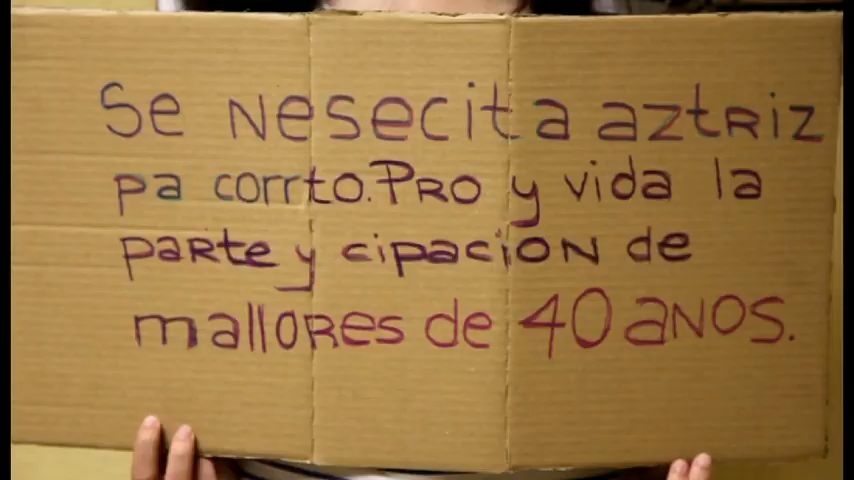 Se Nesecita aztriz
pa corrto. Pro y vida la
parte y cipacion de
mallores de 40 anos.